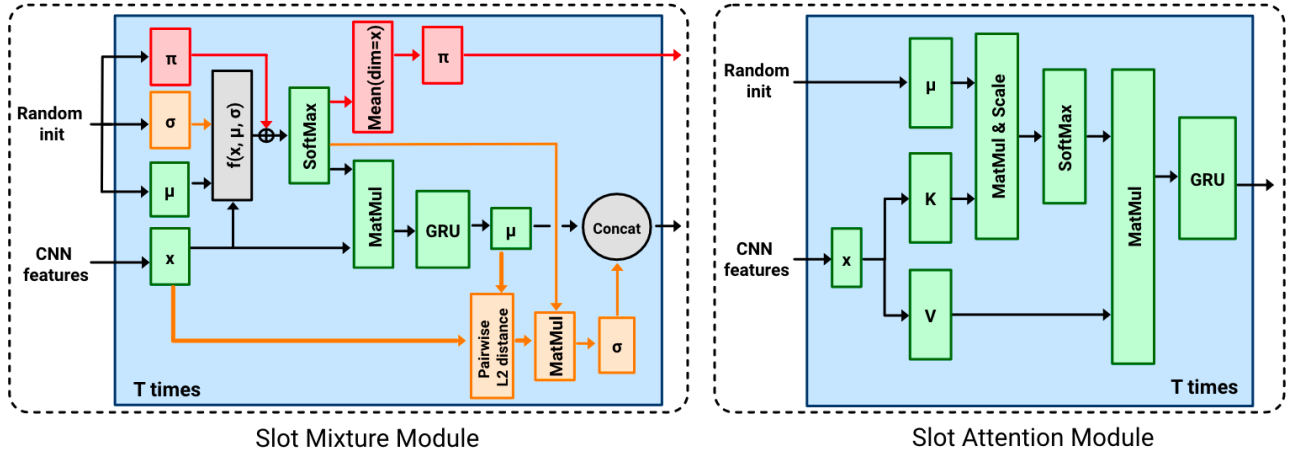 Random
init
CNN
features
π
σ
μ
x
f(x, μ, σ)
SoftMax
Mean(dim=x)
π
MatMul
GRU
μ
Concat
Pairwise
L2 distance
MatMul
σ
T times
Slot Mixture Module
Random
init
CNN
features
x
μ
K
V
MatMul & Scale
SoftMax
MatMul
GRU
T times
Slot Attention Module